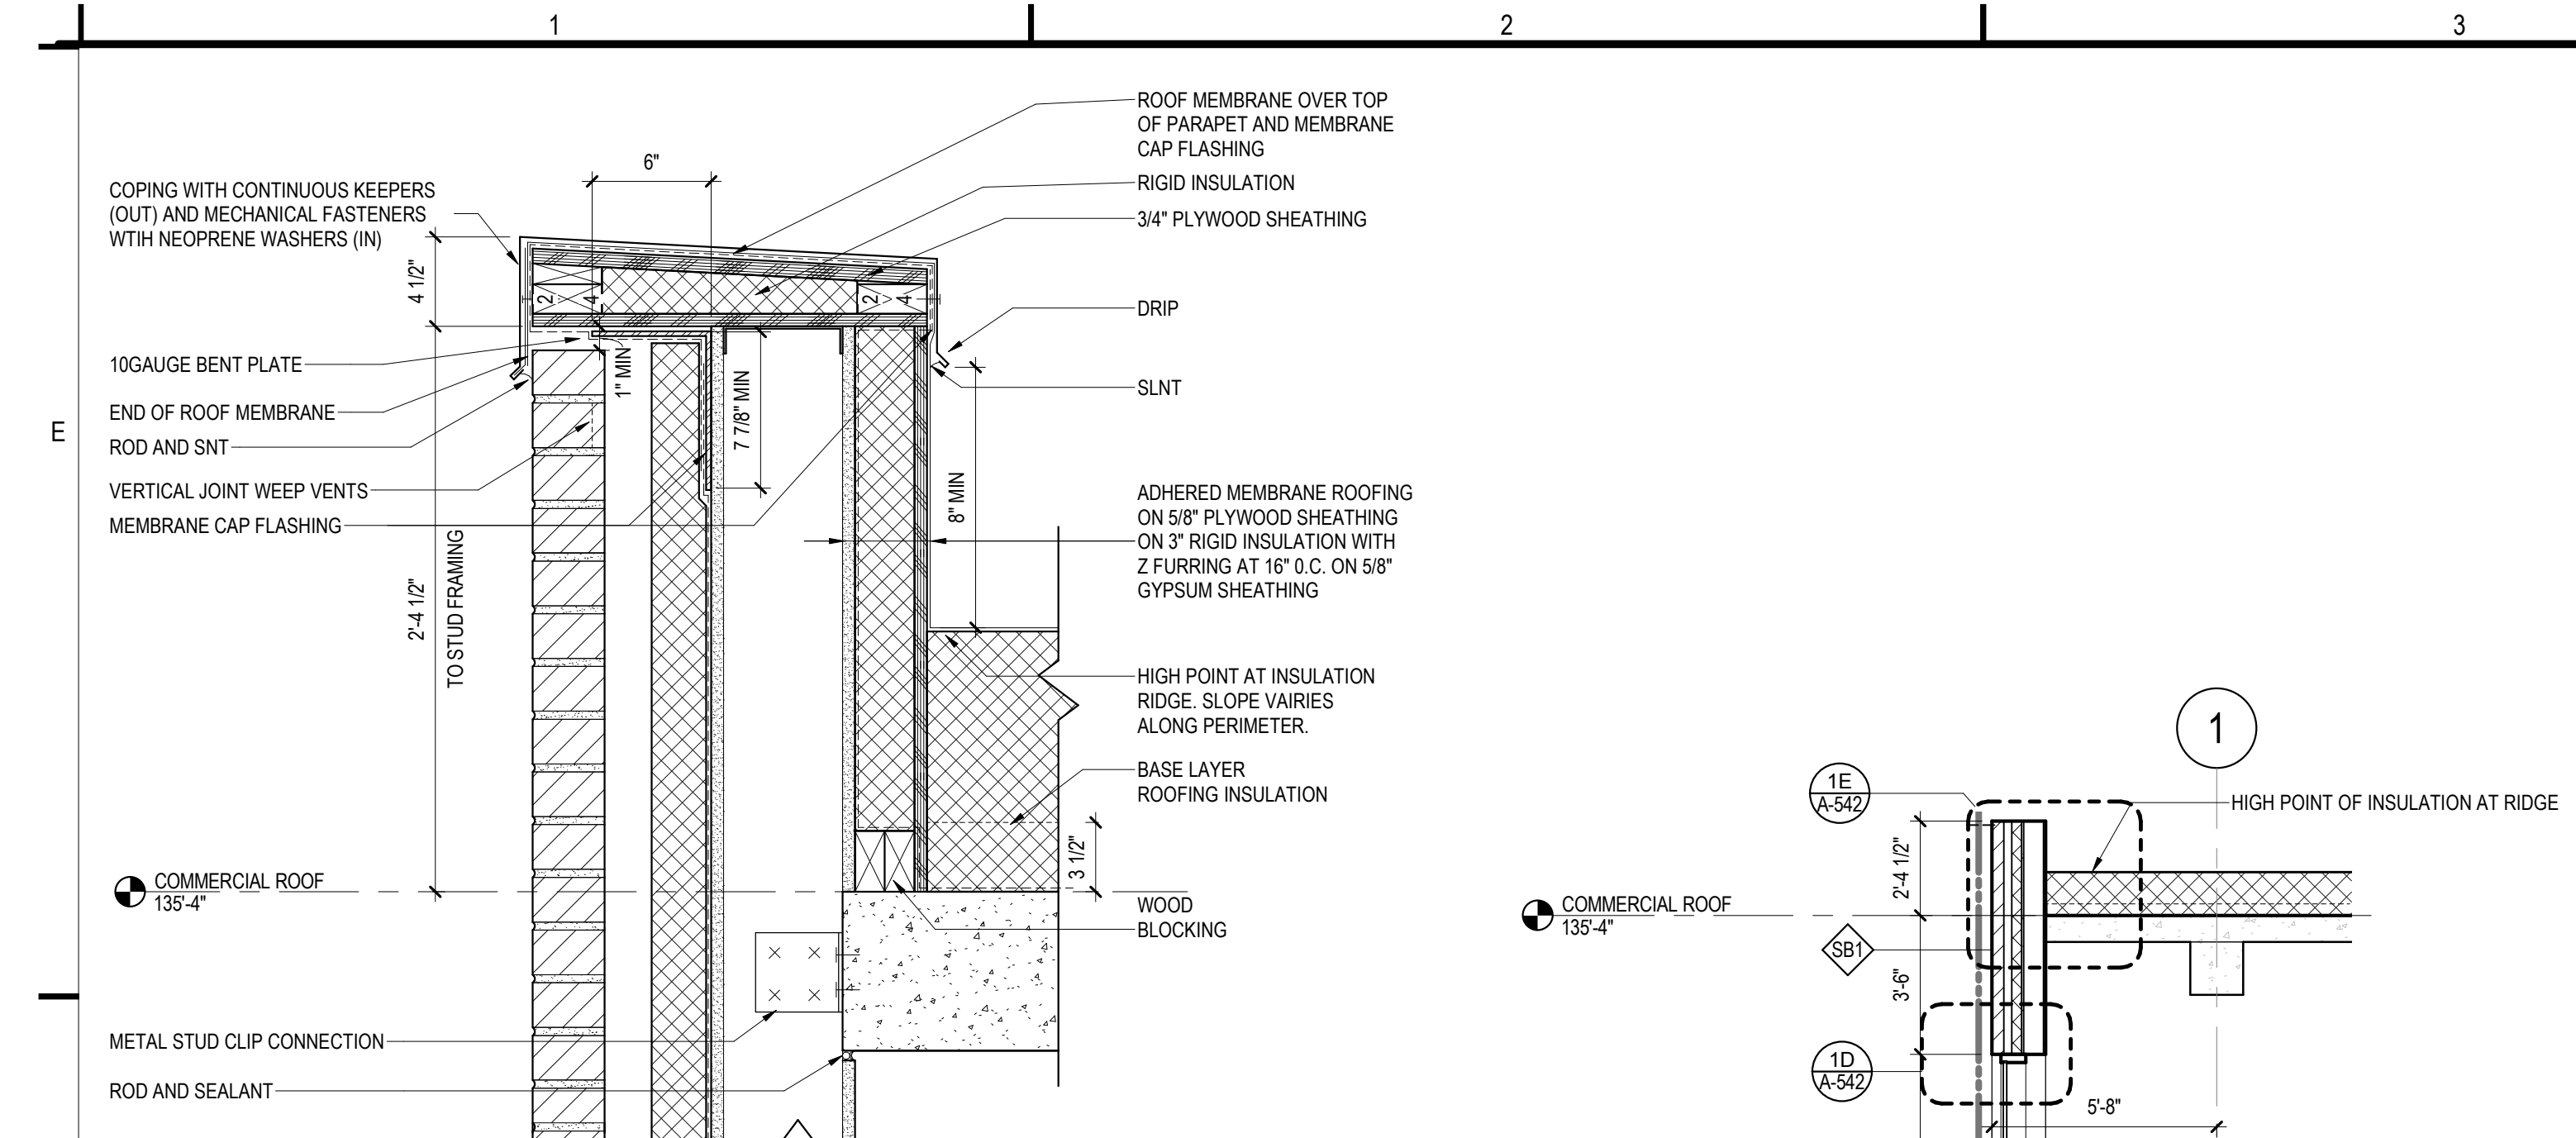 1
2
3
E
ROOF MEMBRANE OVER TOP
OF PARAPET AND MEMBRANE
CAP FLASHING
RIGID INSULATION
3/4" PLYWOOD SHEATHING
DRIP
SLNT
ADHERED MEMBRANE ROOFING
ON 5/8" PLYWOOD SHEATHING
ON 3" RIGID INSULATION WITH
Z FURRING AT 16" 0.C. ON 5/8"
GYPSUM SHEATHING
HIGH POINT AT INSULATION
RIDGE. SLOPE VAIRIES
ALONG PERIMETER.
BASE LAYER
ROOFING INSULATION
WOOD
BLOCKING
COPING WITH CONTINUOUS KEEPERS
(OUT) AND MECHANICAL FASTENERS
WTIH NEOPRENE WASHERS (IN)
10GAUGE BENT PLATE
END OF ROOF MEMBRANE
ROD AND SNT
VERTICAL JOINT WEEP VENTS
MEMBRANE CAP FLASHING
COMMERCIAL ROOF
135'-4"
METAL STUD CLIP CONNECTION
ROD AND SEALANT
6"
4 1/2"
2
4
2
4
1" MIN
7 7/8" MIN
8" MIN
2'-4 1/2"
TO STUD FRAMING
3 1/2"
1
1E
A-542
HIGH POINT OF INSULATION AT RIDGE
2'-4 1/2"
COMMERCIAL ROOF
135'-4"
SB1
3'-6"
1D
A-542
5'-8"